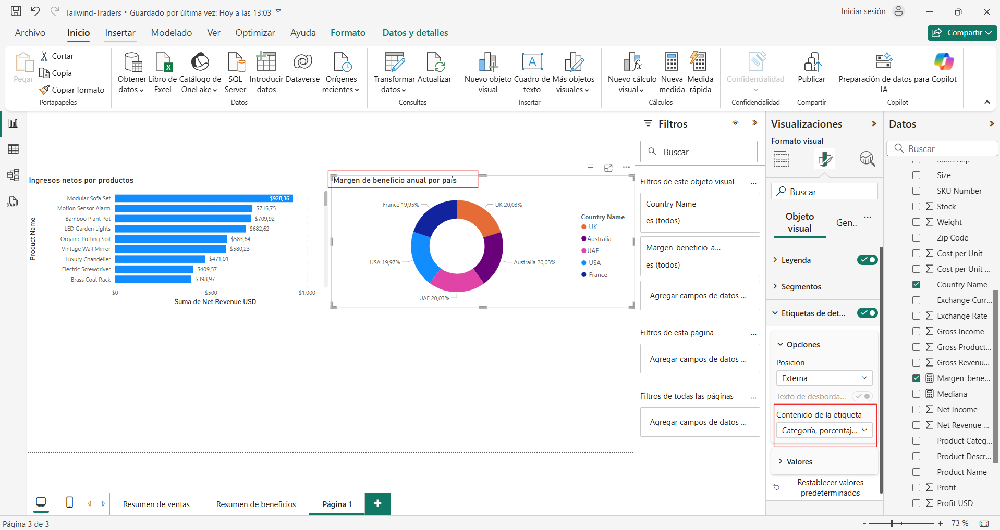 Tailwind-Traders • Guardado por última vez: Hoy a las 13:03
Iniciar sesión
Archivo
Inicio
Insertar
Modelado
Ver
Optimizar
Ayuda
Formato
Datos y detalles
Compartir
Pegar
Cortar
Copia
Copiar formato
Portapapeles
Obtener datos
Libro de Excel
Catálogo de OneLake
SQL Server
Introducir datos
Dataverse
Orígenes recientes
Datos
Transformar datos
Actualizar
Consultas
Nuevo objeto visual
Cuadro de texto
Más objetos visuales
Insertar
Nuevo cálculo visual
Nueva medida
Medida rápida
Cálculos
Confidencialidad
Confidencialidad
Publicar
Compartir
Preparación de datos para IA
Copilot
Copilot
DAX
Ingresos netos por productos
Product Name
Modular Sofa Set
$928,36
Motion Sensor Alarm
$716,75
Bamboo Plant Pot
$709,92
LED Garden Lights
$682,62
Organic Potting Soil
$583,64
Vintage Wall Mirror
$580,23
Luxury Chandelier
$471,01
Electric Screwdriver
$409,57
Brass Coat Rack
$398,97
$0
$500
$1.000
Suma de Net Revenue USD
Margen de beneficio anual por país
France 19,95%
UK 20,03%
USA 19,97%
Australia 20,03%
UAE 20,03%
Country Name
UK
Australia
UAE
USA
France
Filtros
Buscar
Filtros de este objeto visual
...
Country Name
es (todos)
Margen_beneficio_a...
es (todos)
Agregar campos de datos ...
Filtros de esta página
...
Agregar campos de datos ...
Filtros de todas las páginas
...
Agregar campos de datos ...
Visualizaciones
Formato visual
Buscar
Objeto visual
Gen..
...
Leyenda
Segmentos
Etiquetas de det...
Opciones
Posición
Externa
Texto de desborda...
Contenido de la etiqueta
Categoría, porcentaj...
Valores
Restablecer valores predeterminados
Datos
Buscar
Sales Rep
Size
SKU Number
Stock
Weight
Zip Code
Cost per Unit
Cost per Unit ...
Country Name
Exchange Curr...
Exchange Rate
Gross Income
Gross Product...
Gross Revenu...
Margen_bene...
Mediana
Net Income
Net Revenue ...
Product Categ...
Product Descr...
Product Name
Profit
Profit USD
Resumen de ventas
Resumen de beneficios
Página 1
+
Página 3 de 3
- + 73 %